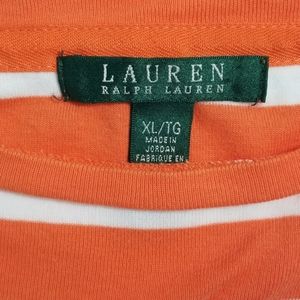 LAUREN
RALPH LAUREN
XL/TG
MADE IN
JORDAN
FABRIQUE EN